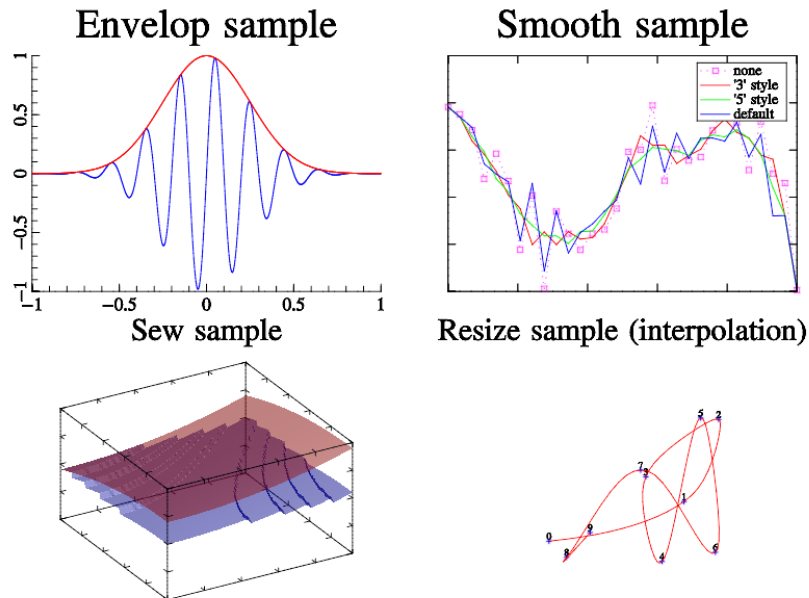 Envelop sample
1
0.5
0
−0.5
−1
−1 −0.5 0 0.5 1
Smooth sample
none
'3' style
'5' style
default
Sew sample
Resize sample (interpolation)
5 2
7
3
1
9
0
8
4
6